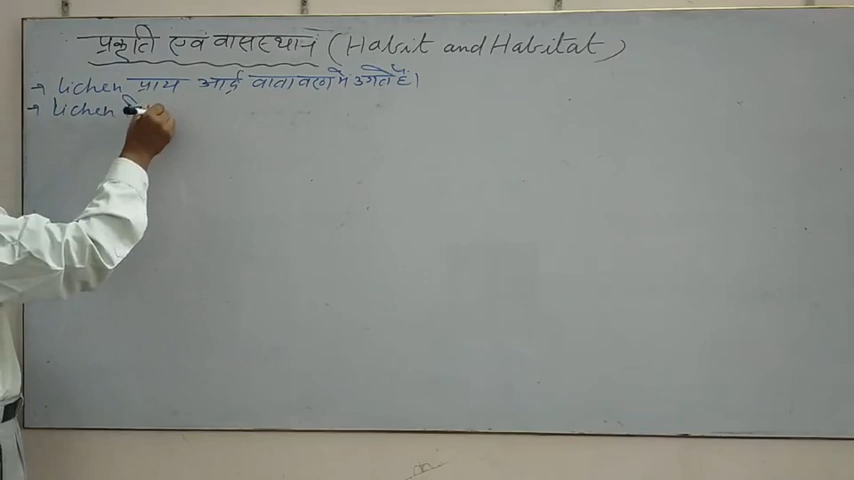 प्रकृति एवं वासस्थान (Habit and Habitat)
→ Lichen प्राय आर्द्र वातावरण में उगते हैं।
→ Lichen